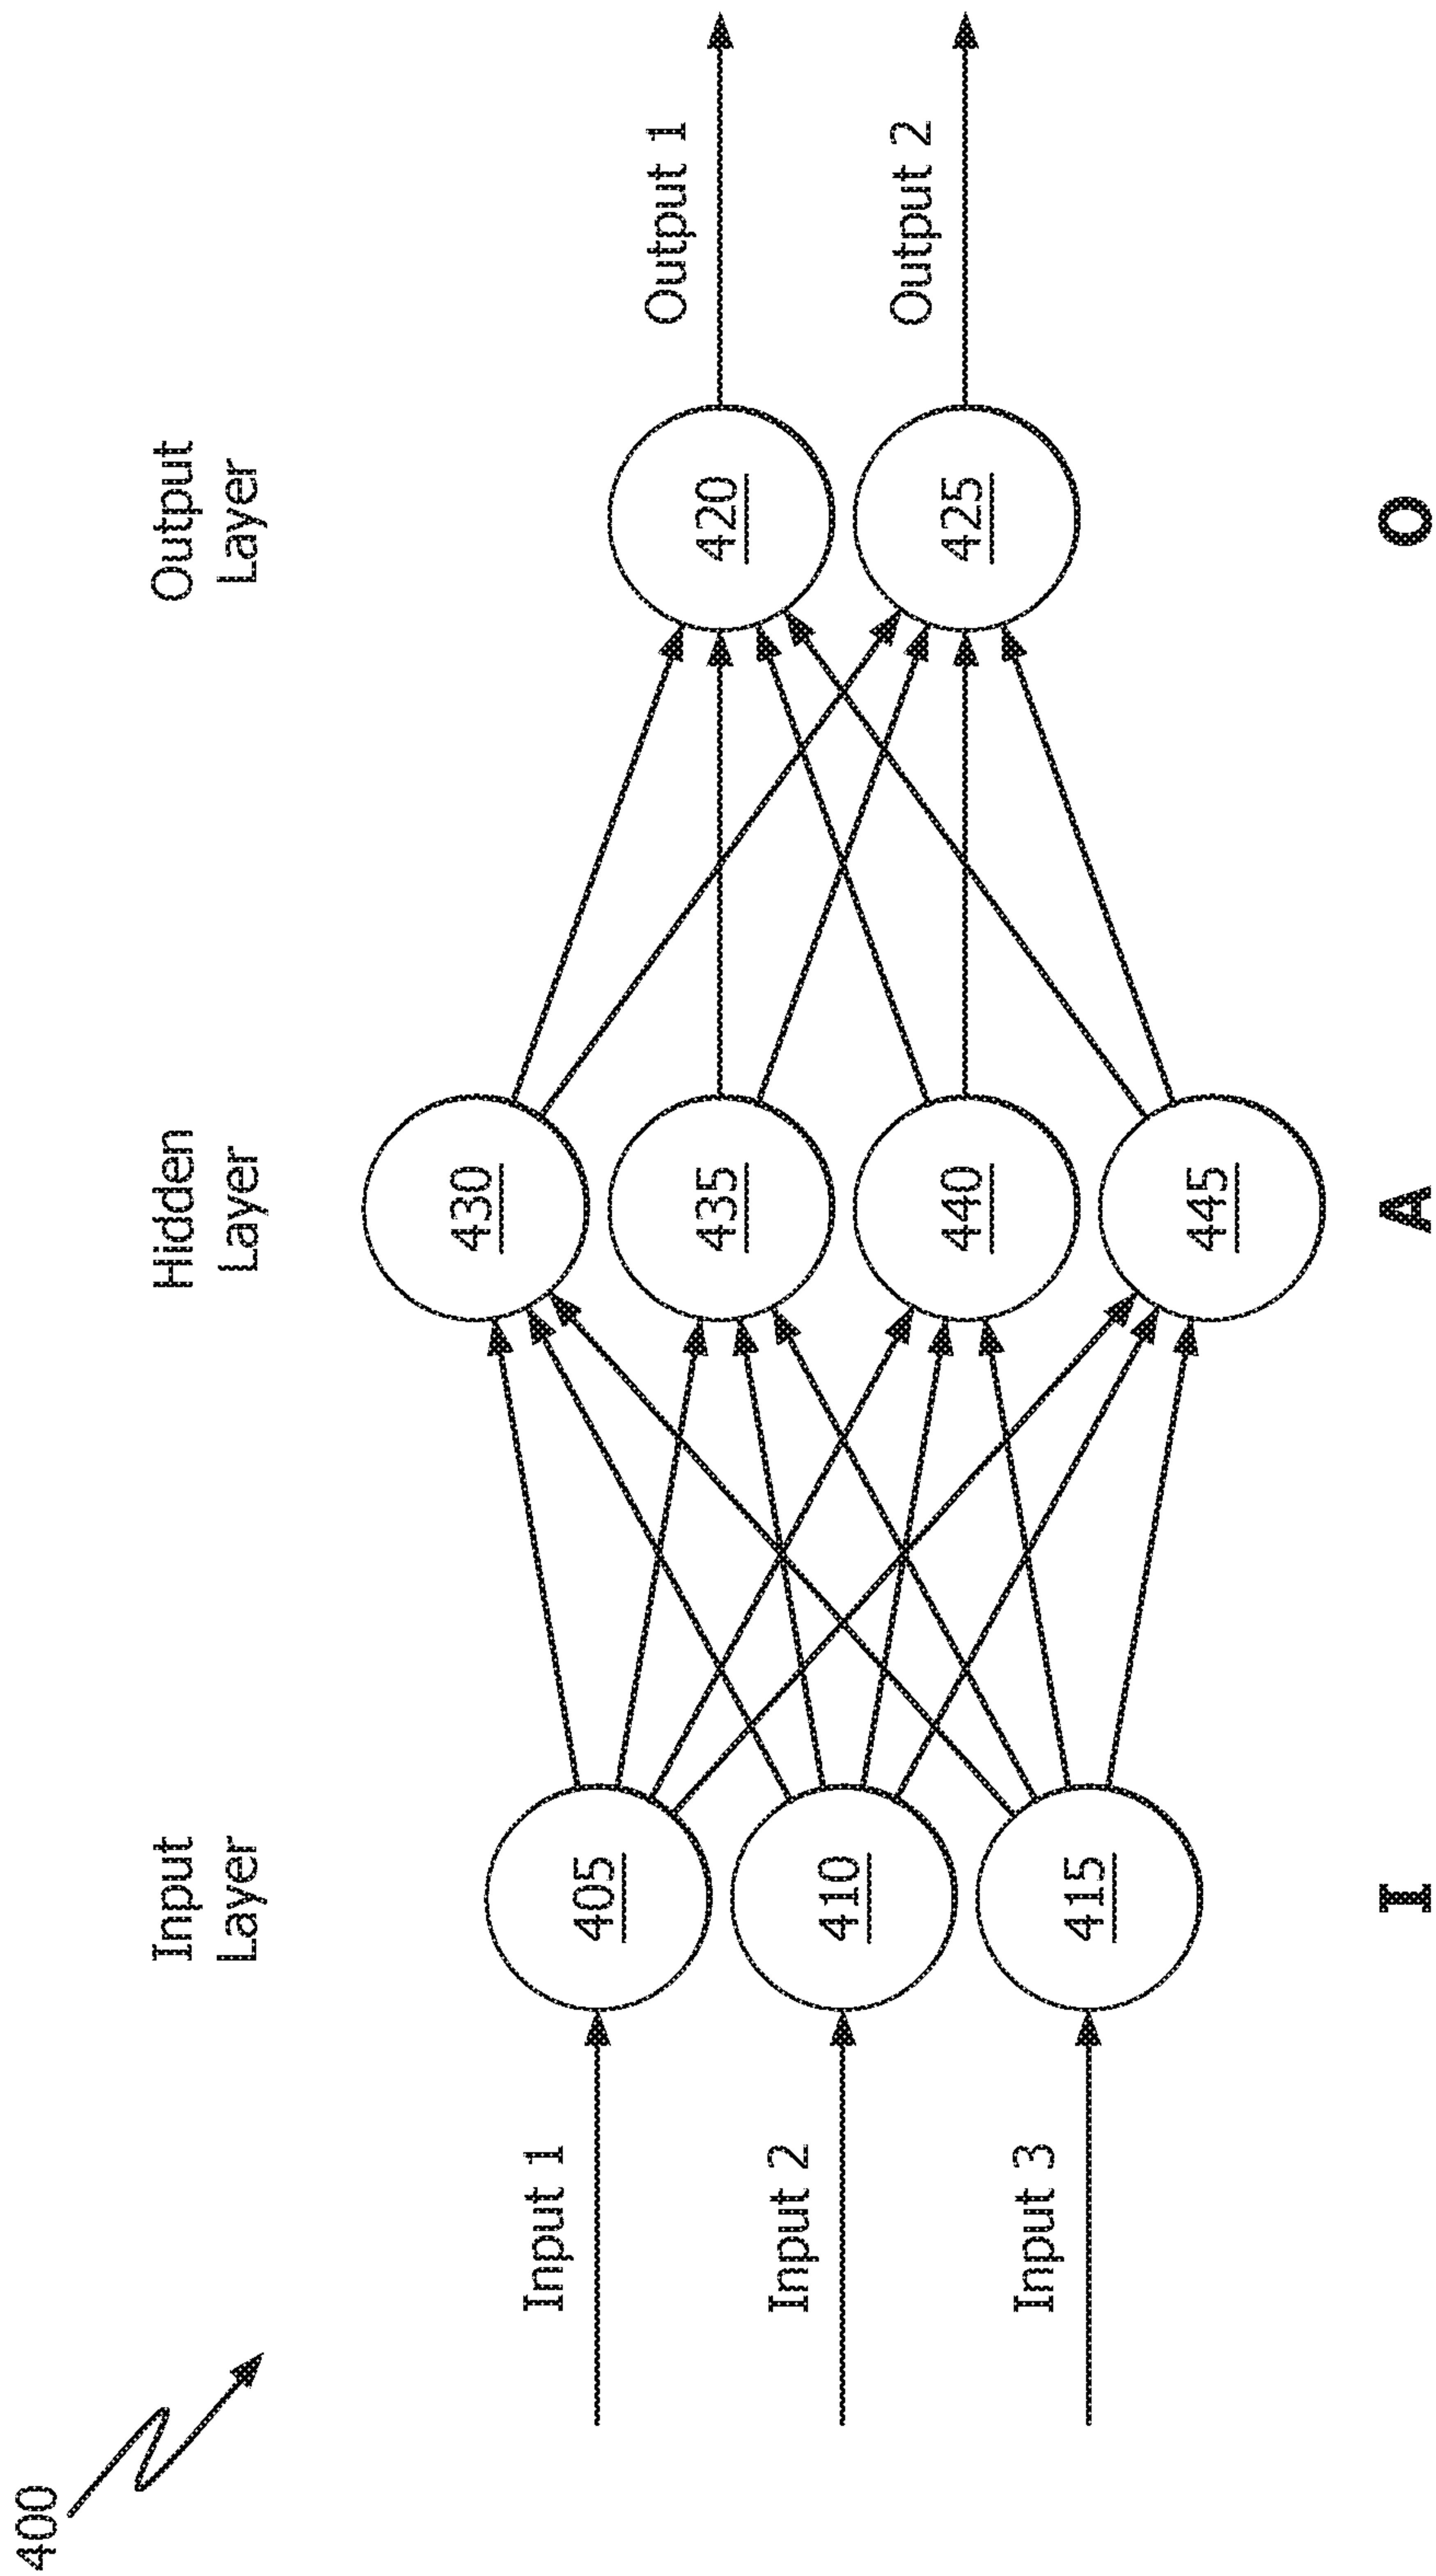 400
Input
Layer
Hidden
Layer
Output
Layer
Input 1
Input 2
Input 3
405
410
415
430
435
440
445
420
425
Output 1
Output 2
I
A
O